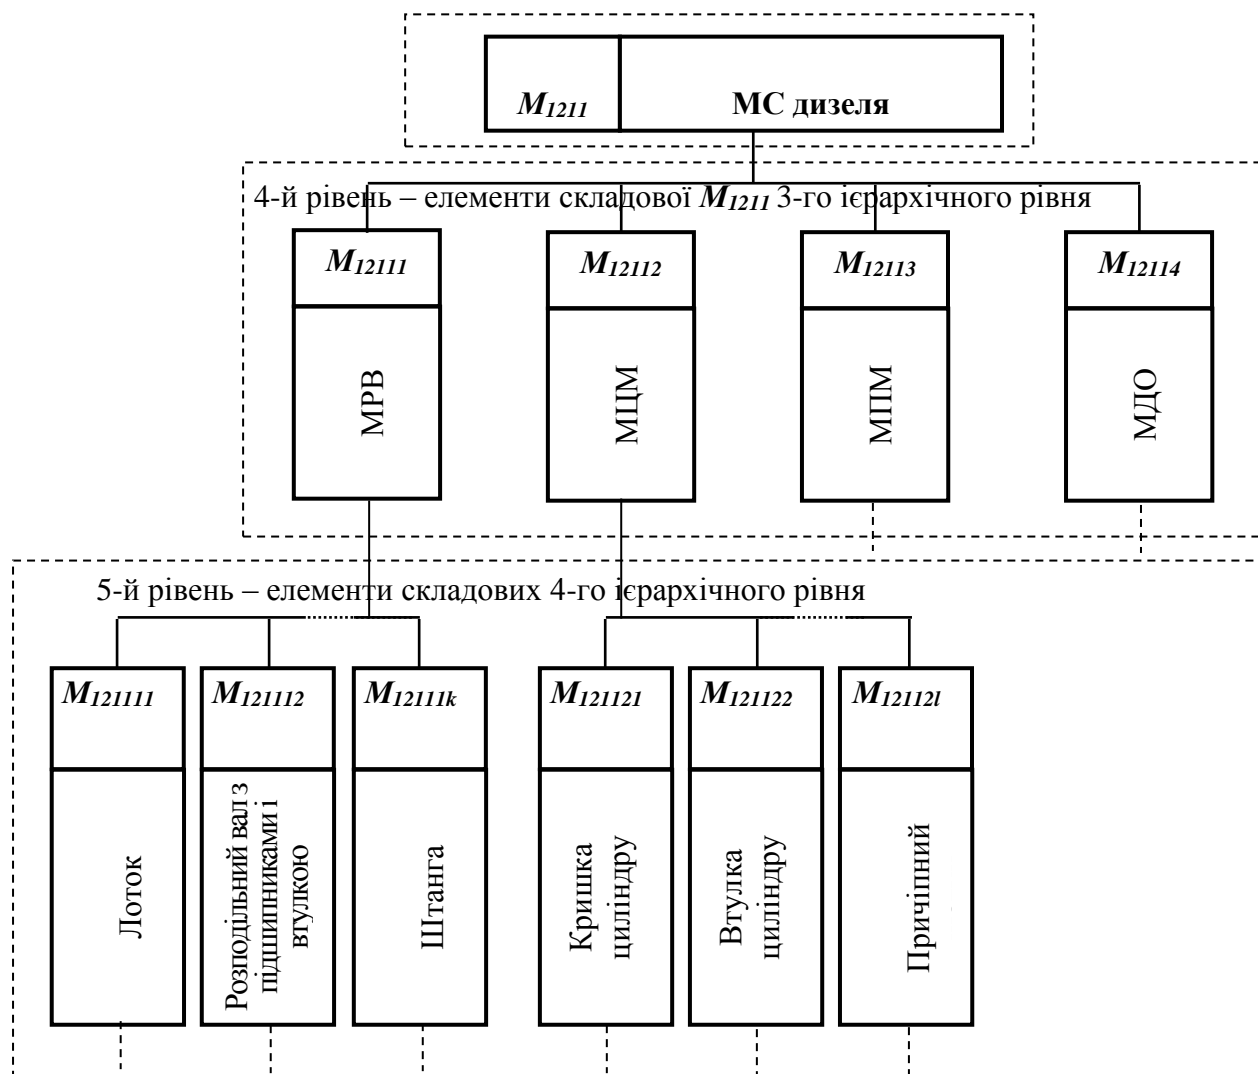 M1211 МС дизеля
4-й рівень – елементи складової M1211 3-го ієрархічного рівня
M12111 M12112 M12113 M12114
МРВ
МЦМ
МПМ
МДО
5-й рівень – елементи складових 4-го ієрархічного рівня
M121111 M121112 M12111k M121121 M121122 M12112l
Лоток
Розподільний вал з
підшипниками і
втулкою
Штанга
Кришка
циліндру
Втулка
циліндру
Причіпний